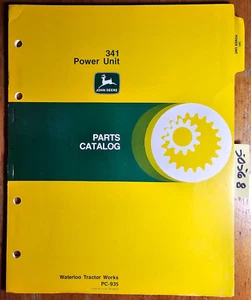 341
Power Unit
JOHN DEERE
PARTS
CATALOG
Waterloo Tractor Works
PC-935